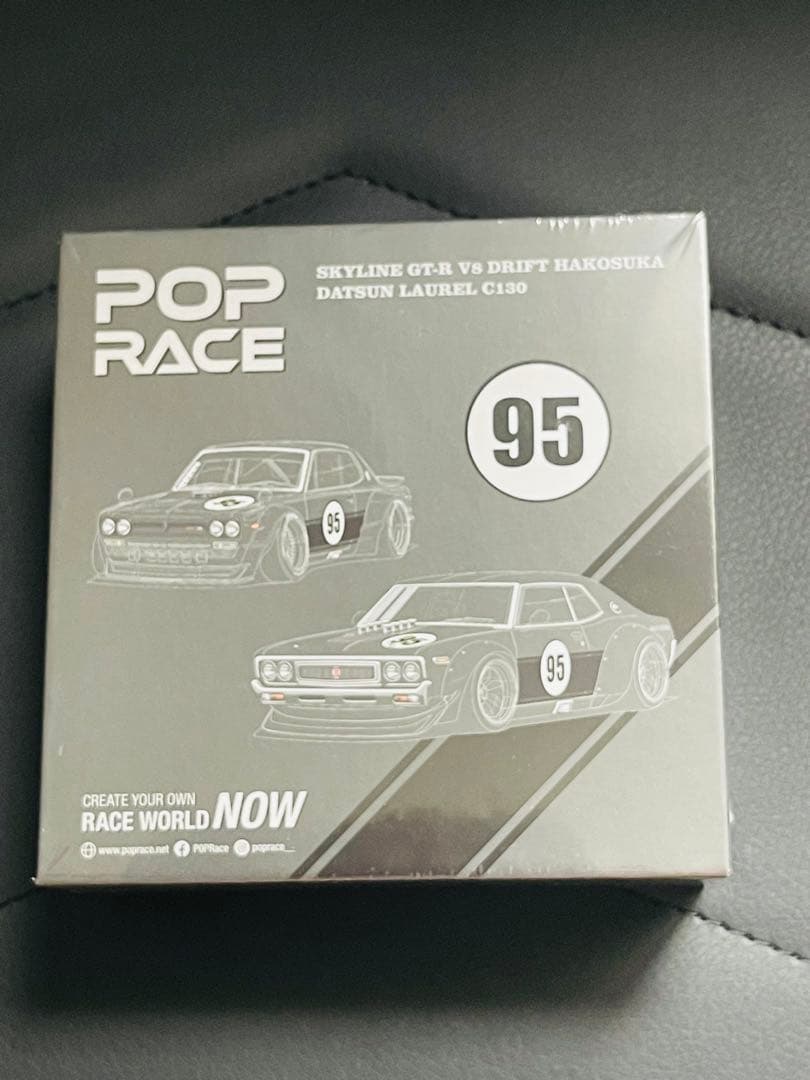 POP
RACE
SKYLINE GT-R V8 DRIFT HAKOSUKA
DATSUN LAUREL C130
95
95
95
CREATE YOUR OWN
RACE WORLD NOW
www.poprace.net POPRace poprace__